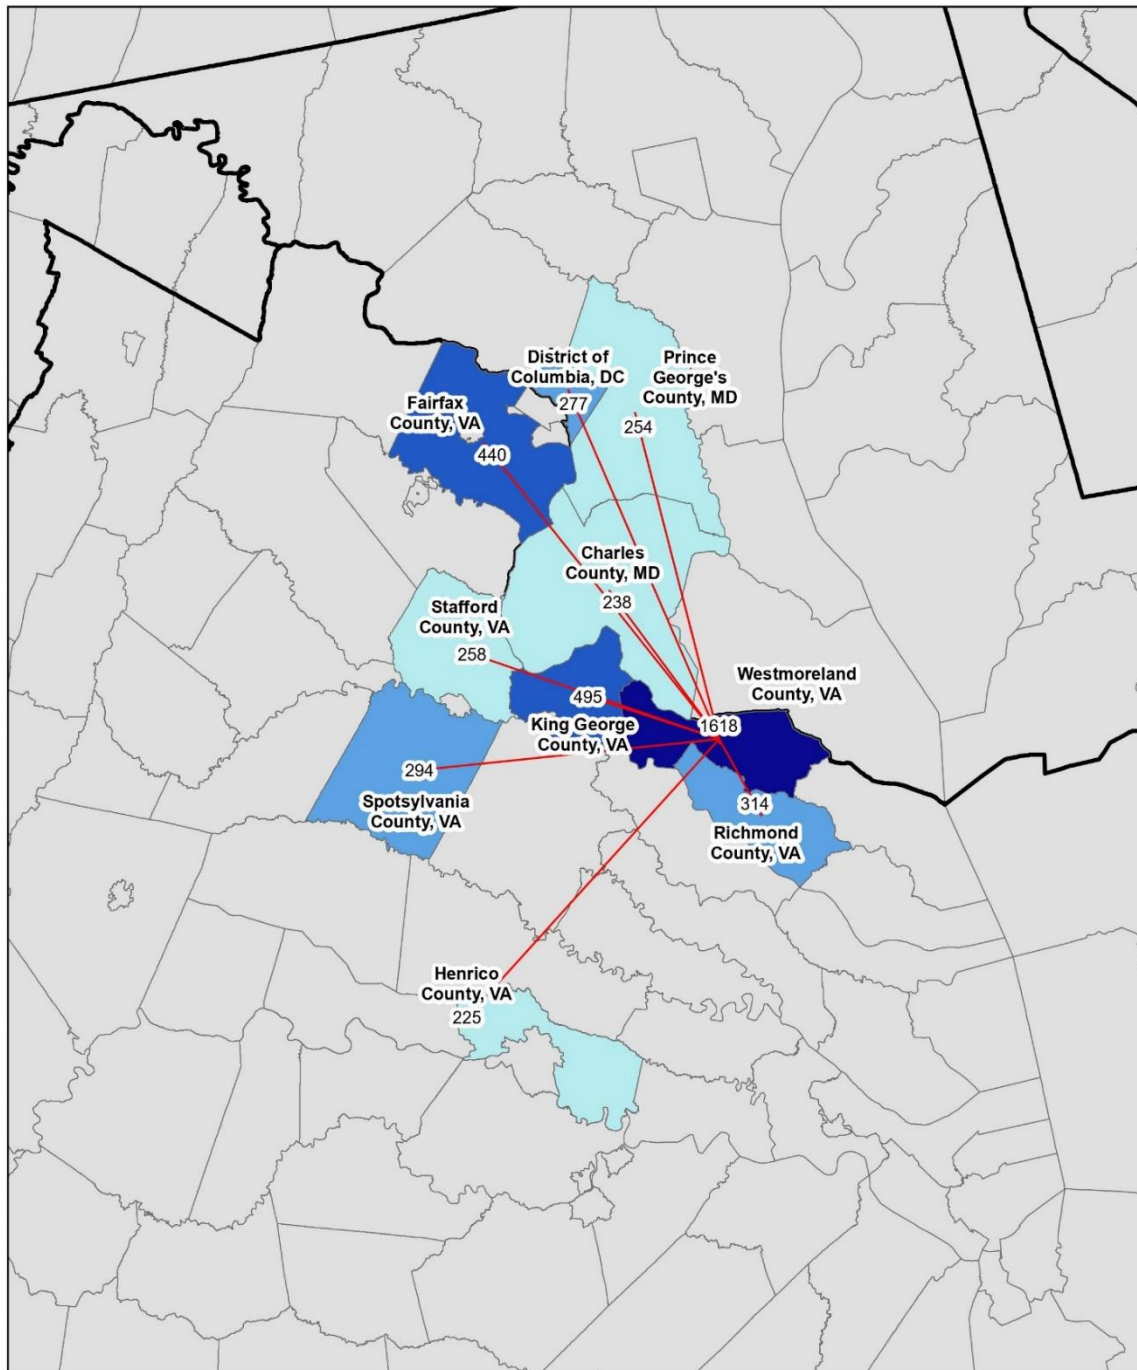 District of
Columbia, DC
277
Prince
George's
County, MD
254
Fairfax
County, VA
440
Charles
County, MD
238
Stafford
County, VA
258
Westmoreland
County, VA
1618
495
King George
County, VA
294
Spotsylvania
County, VA
314
Richmond
County, VA
Henrico
County, VA
225